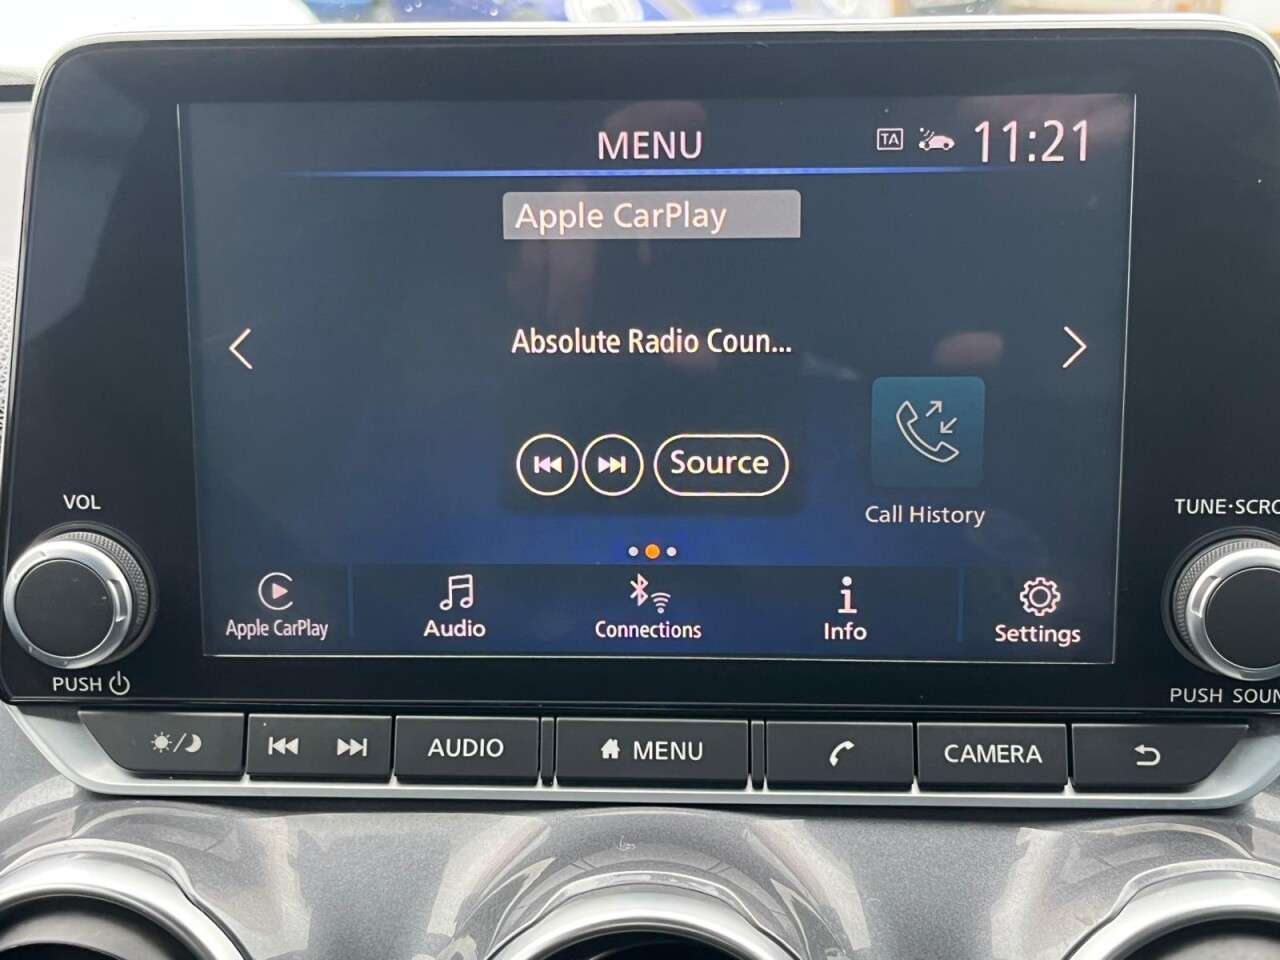 MENU
TA
11:21
Apple CarPlay
Absolute Radio Coun...
Source
Call History
Apple CarPlay
Audio
Connections
Info
Settings
VOL
PUSH
TUNE·SCRO
PUSH SOUN
AUDIO
MENU
CAMERA